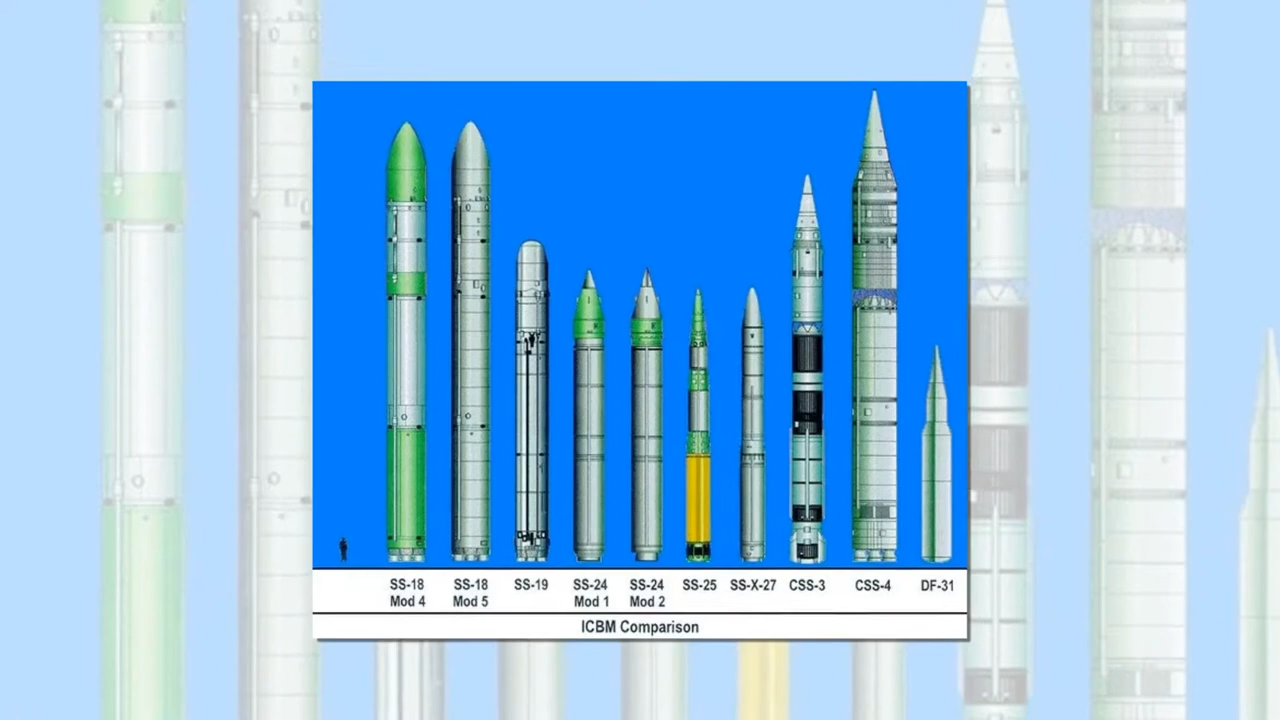 SS-18 SS-18 SS-19 SS-24 SS-24 SS-25 SS-X-27 CSS-3 CSS-4 DF-31
Mod 4 Mod 5 Mod 1 Mod 2
ICBM Comparison